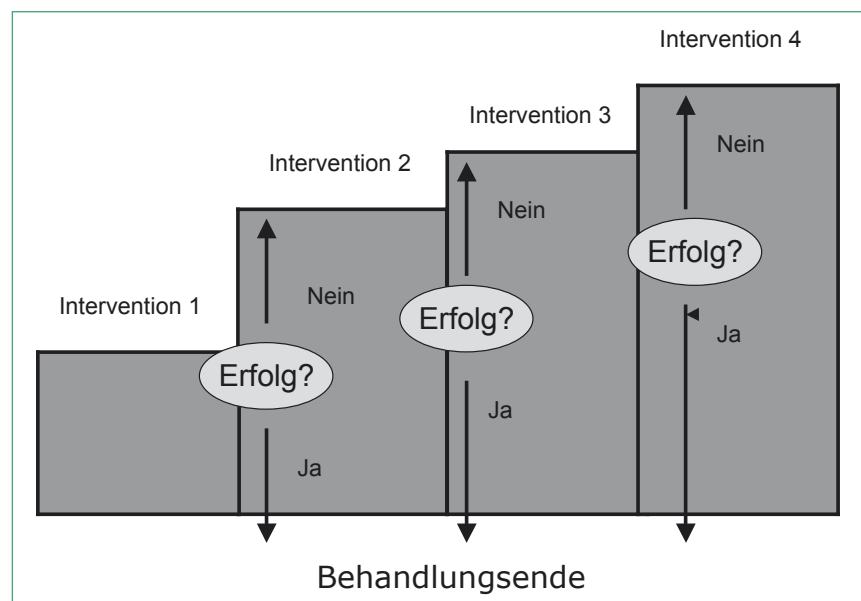 Intervention 4
Intervention 3
Nein
Intervention 2
Nein
Erfolg?
Intervention 1
Nein
Erfolg?
Ja
Erfolg?
Ja
Ja
Behandlungsende